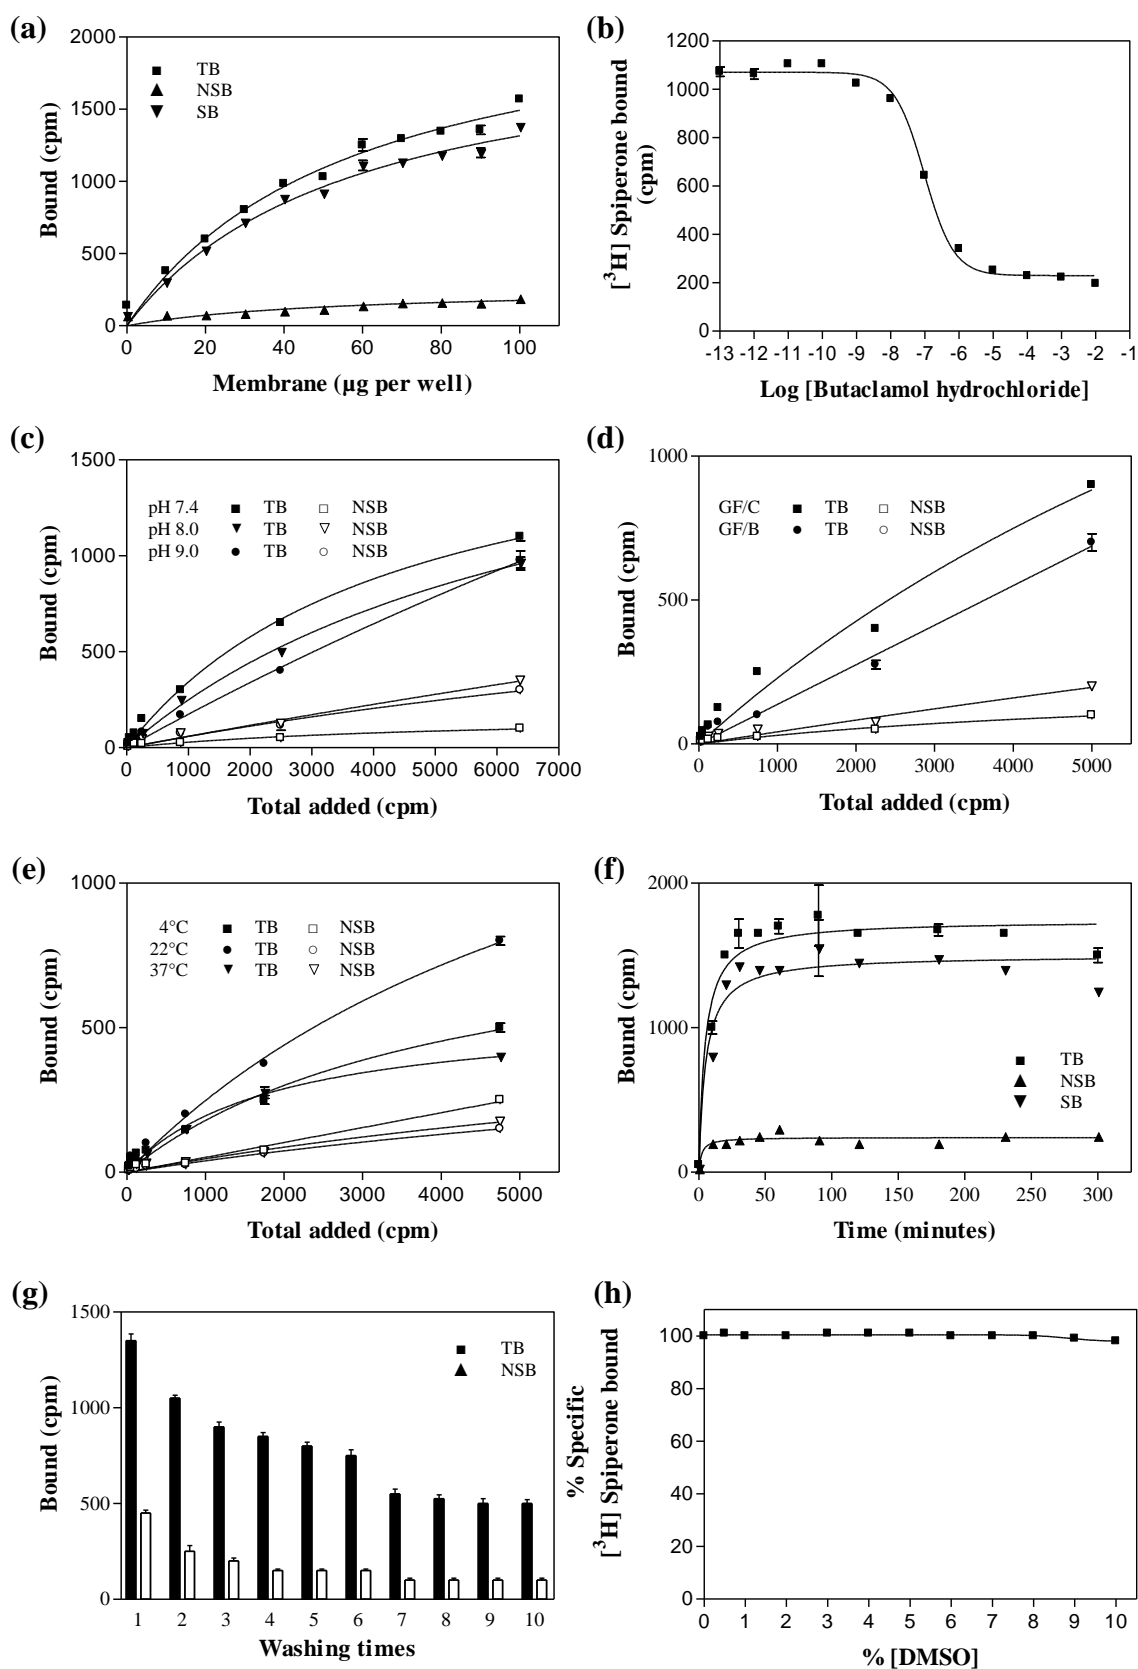 (a)
2000
1500
1000
500
0
Bound (cpm)
TB
NSB
SB
0 20 40 60 80 100
Membrane (µg per well)
(b)
1200
1000
800
600
400
200
0
[³H] Spiperone bound
(cpm)
-13 -12 -11 -10 -9 -8 -7 -6 -5 -4 -3 -2 -1
Log [Butaclamol hydrochloride]
(c)
1500
1000
500
0
Bound (cpm)
pH 7.4 TB NSB
pH 8.0 TB NSB
pH 9.0 TB NSB
0 1000 2000 3000 4000 5000 6000 7000
Total added (cpm)
(d)
1000
500
0
Bound (cpm)
GF/C TB NSB
GF/B TB NSB
0 1000 2000 3000 4000 5000
Total added (cpm)
(e)
1000
500
0
Bound (cpm)
4°C TB NSB
22°C TB NSB
37°C TB NSB
0 1000 2000 3000 4000 5000
Total added (cpm)
(f)
2000
1000
0
Bound (cpm)
TB
NSB
SB
0 50 100 150 200 250 300
Time (minutes)
(g)
1500
1000
500
0
Bound (cpm)
TB
NSB
1 2 3 4 5 6 7 8 9 10
Washing times
(h)
100
80
60
40
20
0
% Specific
[³H] Spiperone bound
0 1 2 3 4 5 6 7 8 9 10
% [DMSO]